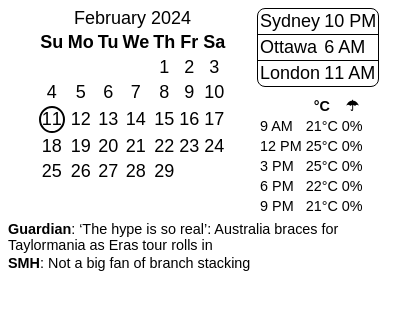 February 2024
Su Mo Tu We Th Fr Sa
1 2 3
4 5 6 7 8 9 10
11 12 13 14 15 16 17
18 19 20 21 22 23 24
25 26 27 28 29
Sydney 10 PM
Ottawa 6 AM
London 11 AM
°C ☂
9 AM 21°C 0%
12 PM 25°C 0%
3 PM 25°C 0%
6 PM 22°C 0%
9 PM 21°C 0%
Guardian: ‘The hype is so real’: Australia braces for
Taylormania as Eras tour rolls in
SMH: Not a big fan of branch stacking